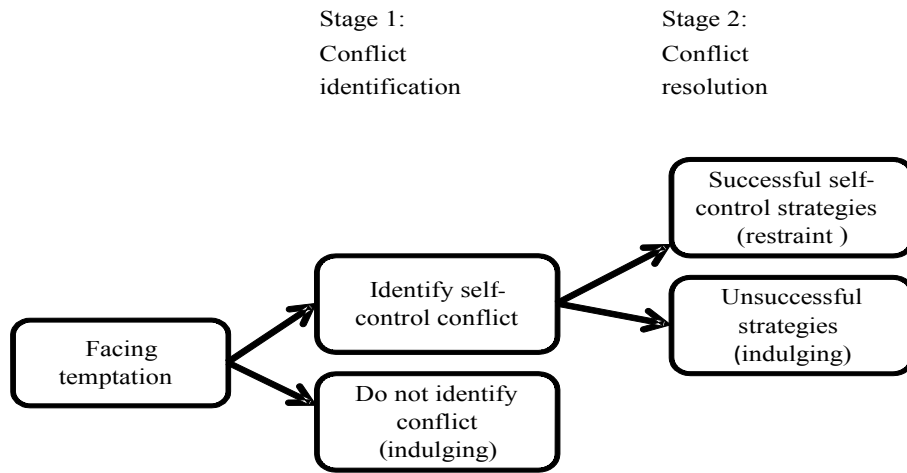 Stage 1:
Conflict
identification
Stage 2:
Conflict
resolution
Successful self-
control strategies
(restraint )
Identify self-
control conflict
Unsuccessful
strategies
(indulging)
Facing
temptation
Do not identify
conflict
(indulging)